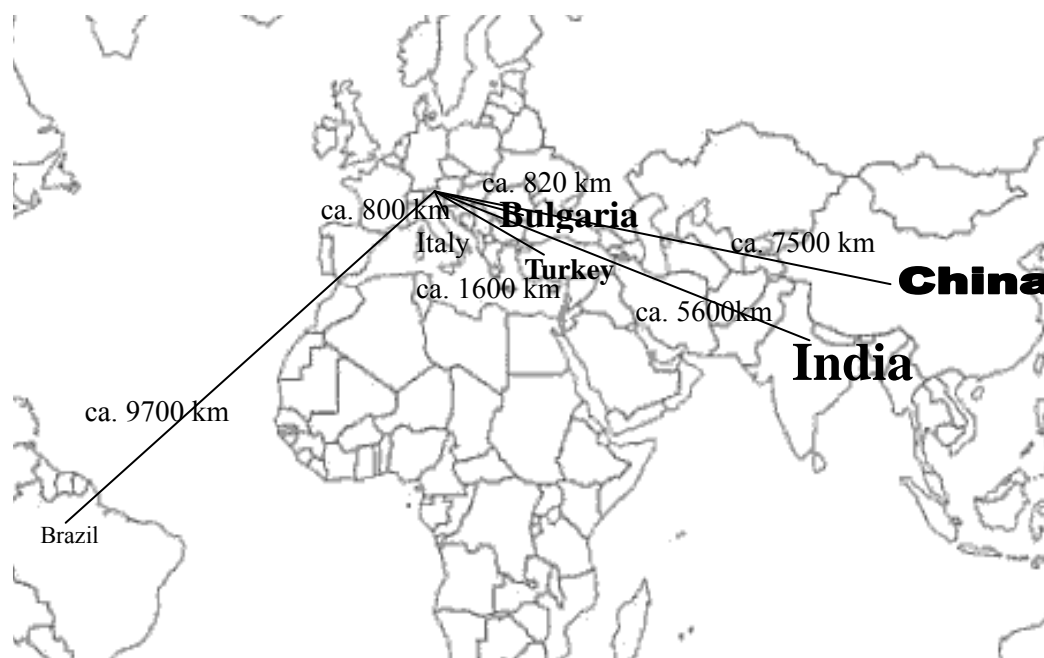 ca. 820 km
ca. 800 km
Bulgaria
Italy
ca. 7500 km
Turkey
China
ca. 1600 km
ca. 5600km
India
ca. 9700 km
Brazil